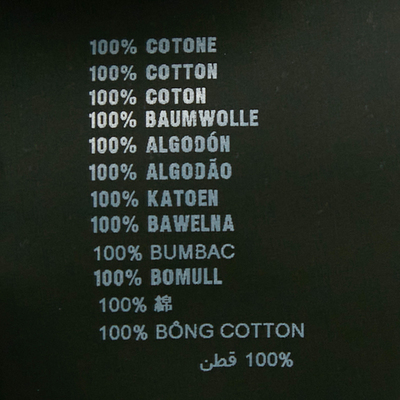 100% COTONE
100% COTTON
100% COTON
100% BAUMWOLLE
100% ALGODÓN
100% ALGODÃO
100% KATOEN
100% BAWELNA
100% BUMBAC
100% BOMULL
100% 綿
100% BÔNG COTTON
100% قطن